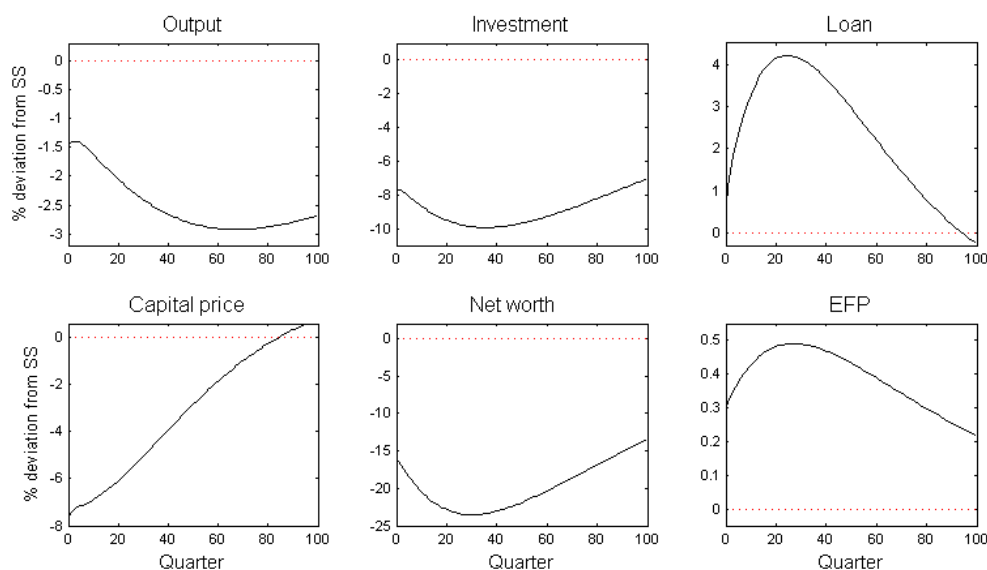 Output
Investment
Loan
% deviation from SS
0
-0.5
-1
-1.5
-2
-2.5
-3
0 20 40 60 80 100
0
-2
-4
-6
-8
-10
0 20 40 60 80 100
4
3
2
1
0
0 20 40 60 80 100
Capital price
Net worth
EFP
% deviation from SS
0
-2
-4
-6
-8
0 20 40 60 80 100
Quarter
0
-5
-10
-15
-20
-25
0 20 40 60 80 100
Quarter
0.5
0.4
0.3
0.2
0.1
0
0 20 40 60 80 100
Quarter